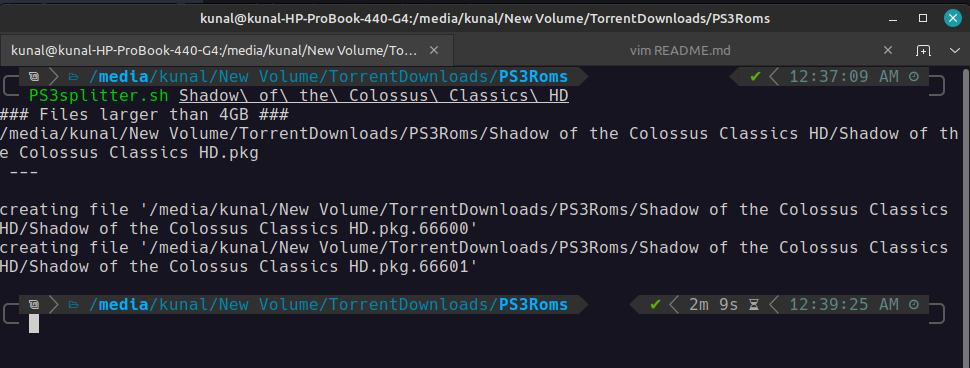 kunal@kunal-HP-ProBook-440-G4:/media/kunal/New Volume/TorrentDownloads/PS3Roms
kunal@kunal-HP-ProBook-440-G4:/media/kunal/New Volume/To...
vim README.md
/media/kunal/New Volume/TorrentDownloads/PS3Roms ✔ 12:37:09 AM
PS3splitter.sh Shadow\ of\ the\ Colossus\ Classics\ HD
### Files larger than 4GB ###
/media/kunal/New Volume/TorrentDownloads/PS3Roms/Shadow of the Colossus Classics HD/Shadow of th
e Colossus Classics HD.pkg
---
creating file '/media/kunal/New Volume/TorrentDownloads/PS3Roms/Shadow of the Colossus Classics
HD/Shadow of the Colossus Classics HD.pkg.66600'
creating file '/media/kunal/New Volume/TorrentDownloads/PS3Roms/Shadow of the Colossus Classics
HD/Shadow of the Colossus Classics HD.pkg.66601'
/media/kunal/New Volume/TorrentDownloads/PS3Roms ✔ 2m 9s ⌛ 12:39:25 AM